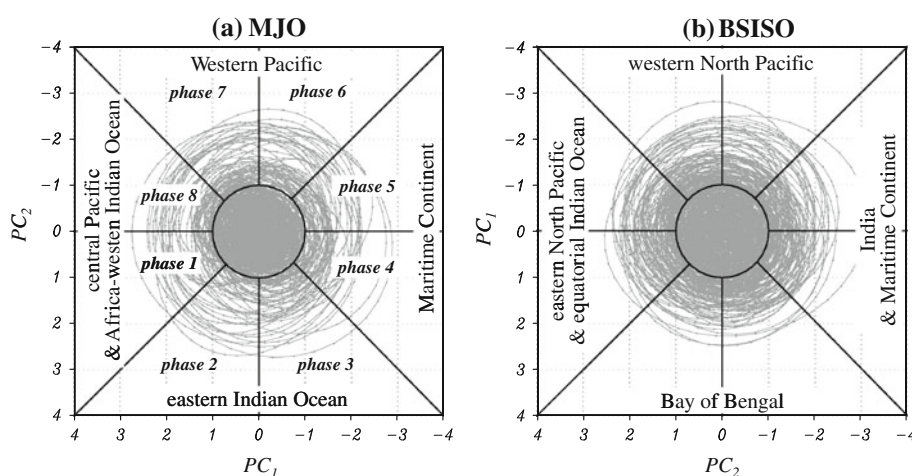 (a) MJO
-4
-3
-2
-1
0
1
2
3
4
PC2
4 3 2 1 0 -1 -2 -3 -4
PC1
Western Pacific
phase 7
phase 6
phase 8
phase 5
phase 1
phase 4
phase 2
phase 3
central Pacific
& Africa-westen Indian Ocean
Maritime Continent
eastern Indian Ocean
(b) BSISO
-4
-3
-2
-1
0
1
2
3
4
PC1
4 3 2 1 0 -1 -2 -3 -4
PC2
western North Pacific
eastern North Pacific
& equatorial Indian Ocean
India
& Maritime Continent
Bay of Bengal